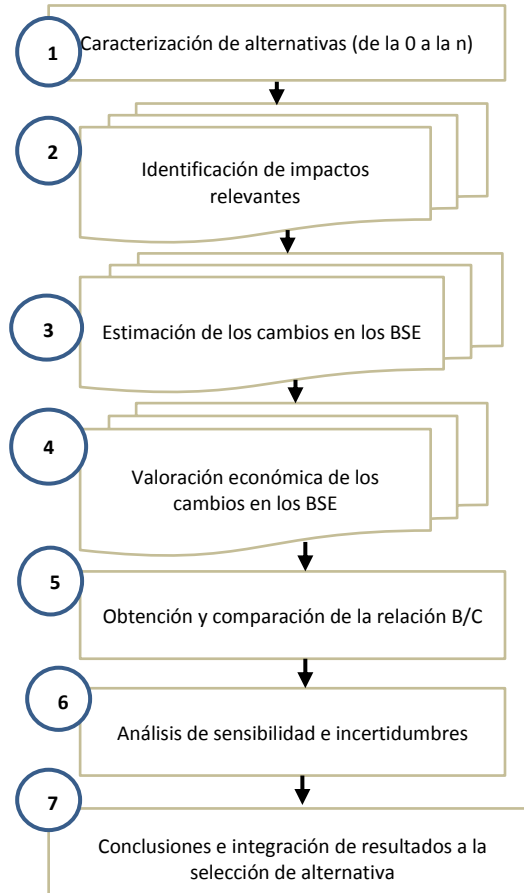 1
Caracterización de alternativas (de la 0 a la n)
2
Identificación de impactos
relevantes
3
Estimación de los cambios en los BSE
4
Valoración económica de los
cambios en los BSE
5
Obtención y comparación de la relación B/C
6
Análisis de sensibilidad e incertidumbres
7
Conclusiones e integración de resultados a la
selección de alternativa